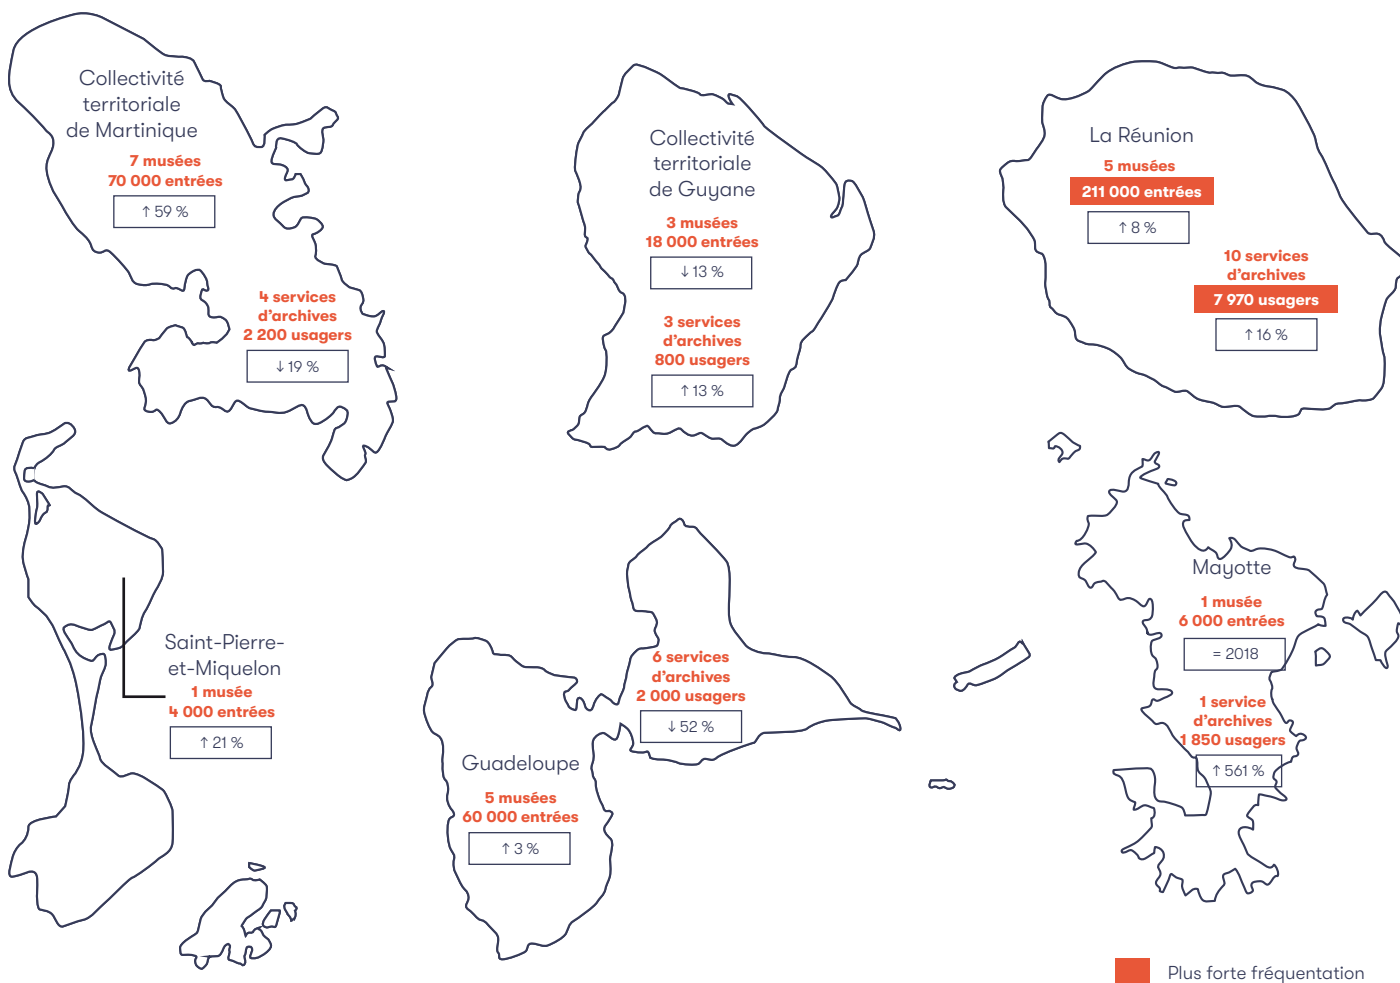 Collectivité
territoriale
de Martinique
7 musées
70 000 entrées
↑ 59 %
4 services
d'archives
2 200 usagers
↓ 19 %
Collectivité
territoriale
de Guyane
3 musées
18 000 entrées
↓ 13 %
3 services
d'archives
800 usagers
↑ 13 %
La Réunion
5 musées
211 000 entrées
↑ 8 %
10 services
d'archives
7 970 usagers
↑ 16 %
Saint-Pierre-
et-Miquelon
1 musée
4 000 entrées
↑ 21 %
6 services
d'archives
2 000 usagers
↓ 52 %
Guadeloupe
5 musées
60 000 entrées
↑ 3 %
Mayotte
1 musée
6 000 entrées
= 2018
1 service
d'archives
1 850 usagers
↑ 561 %
Plus forte fréquentation